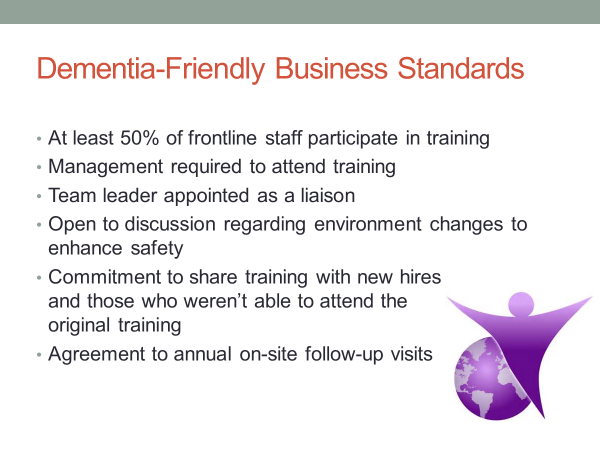 Dementia-Friendly Business Standards
• At least 50% of frontline staff participate in training
• Management required to attend training
• Team leader appointed as a liaison
• Open to discussion regarding environment changes to
enhance safety
• Commitment to share training with new hires
and those who weren’t able to attend the
original training
• Agreement to annual on-site follow-up visits